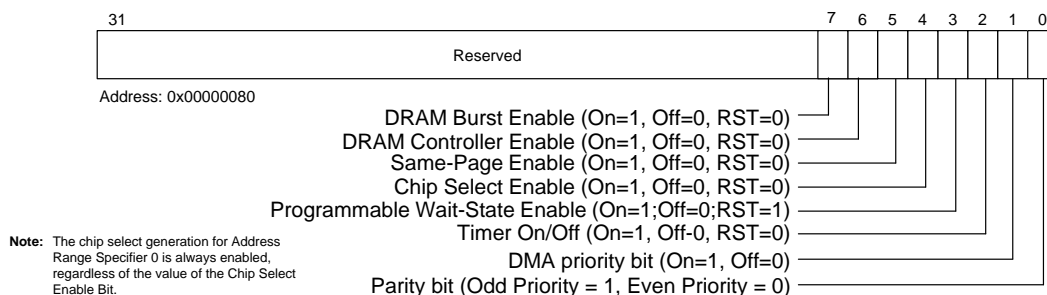 31 7 6 5 4 3 2 1 0
Reserved
Address: 0x00000080
DRAM Burst Enable (On=1, Off=0, RST=0)
DRAM Controller Enable (On=1, Off=0, RST=0)
Same-Page Enable (On=1, Off=0, RST=0)
Chip Select Enable (On=1, Off=0, RST=0)
Programmable Wait-State Enable (On=1;Off=0;RST=1)
Timer On/Off (On=1, Off-0, RST=0)
DMA priority bit (On=1, Off=0)
Parity bit (Odd Priority = 1, Even Priority = 0)
Note: The chip select generation for Address
Range Specifier 0 is always enabled,
regardless of the value of the Chip Select
Enable Bit.